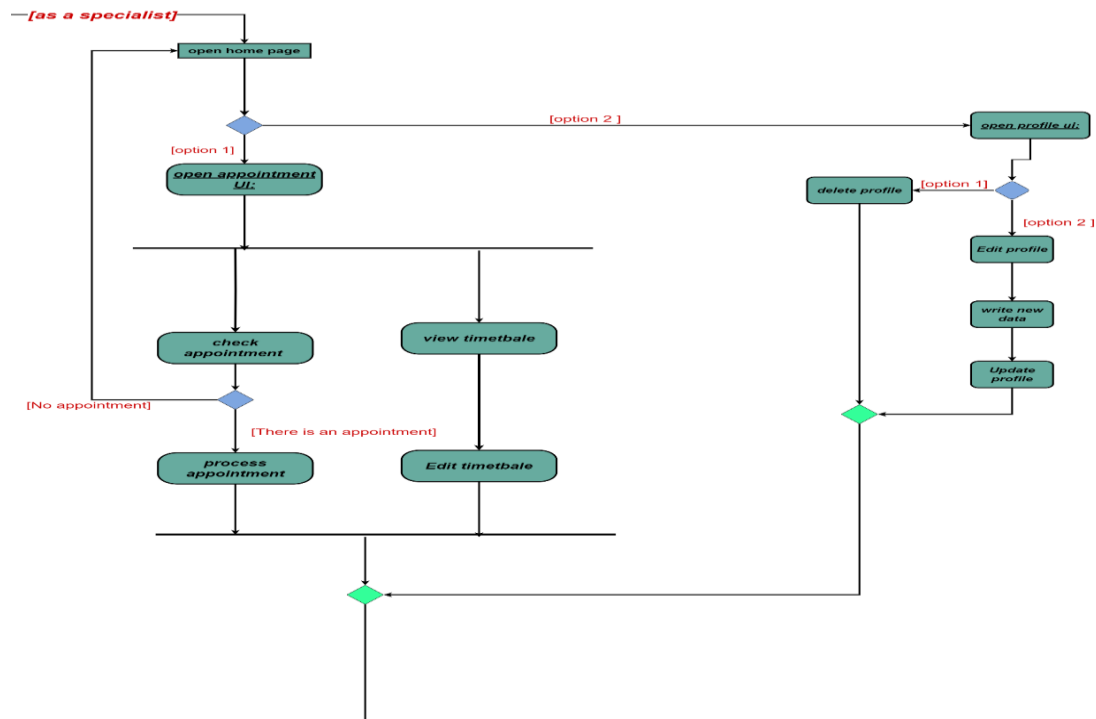 [as a specialist]
open home page
[option 2 ]
open profile ui:
[option 1]
open appointment
UI:
delete profile
[option 1]
[option 2 ]
Edit profile
write new
data
check
appointment
view timetbale
Update
profile
[No appointment]
[There is an appointment]
process
appointment
Edit timetbale